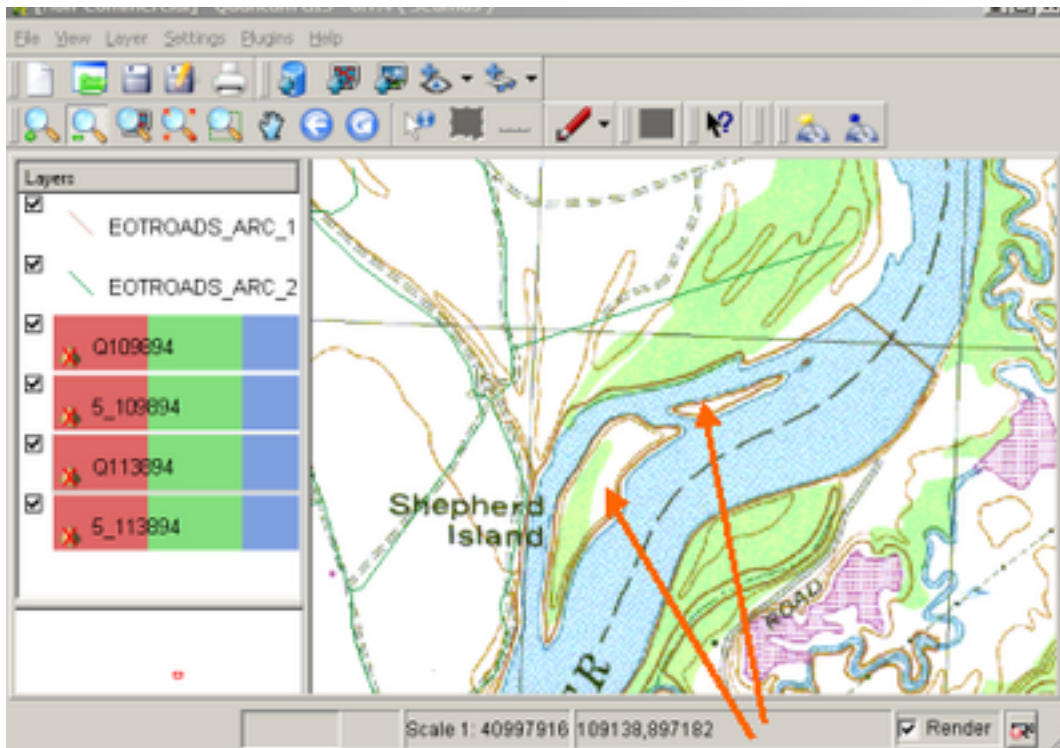 File View Layer Settings Plugins Help
Layers
EOTROADS_ARC_1
EOTROADS_ARC_2
Q109894
5_109894
Q113894
5_113894
Shepherd
Island
ROAD
ER
Scale 1: 40997916 109138,897182 Render